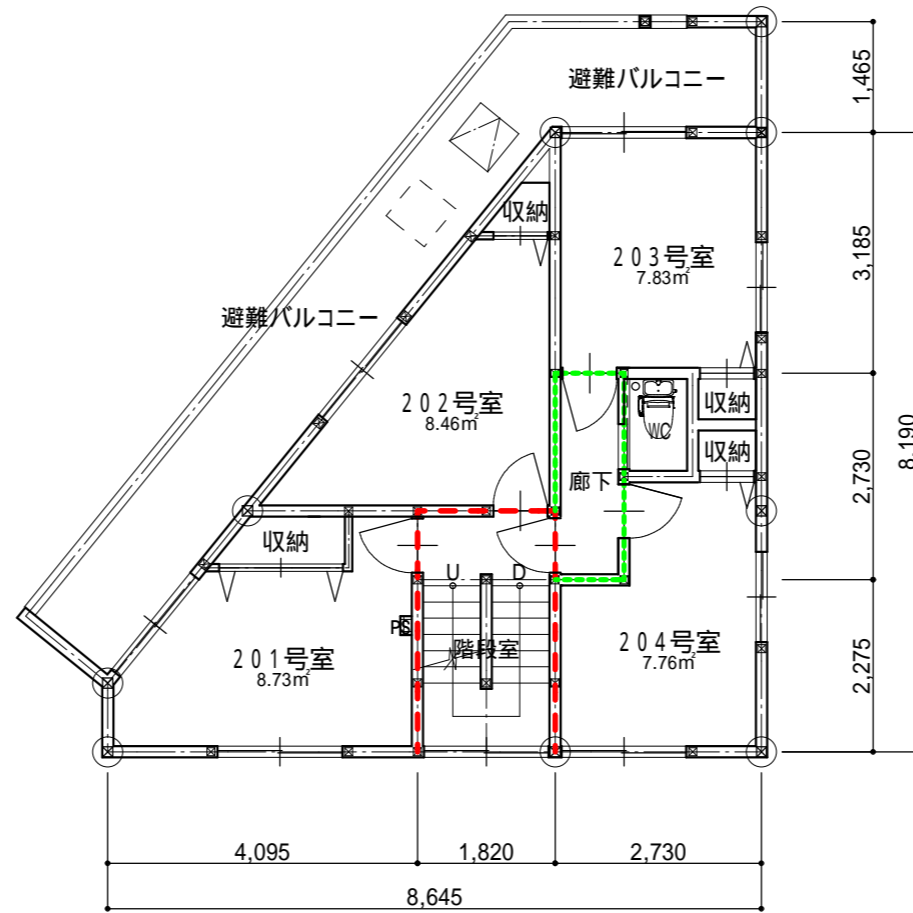 避難バルコニー
1,465
収納
203号室
7.83㎡
3,185
避難バルコニー
202号室
8.46㎡
収納
WC
収納
8,190
2,730
廊下
収納
U
D
PS
階段室
201号室
8.73㎡
204号室
7.76㎡
2,275
4,095
1,820
2,730
8,645